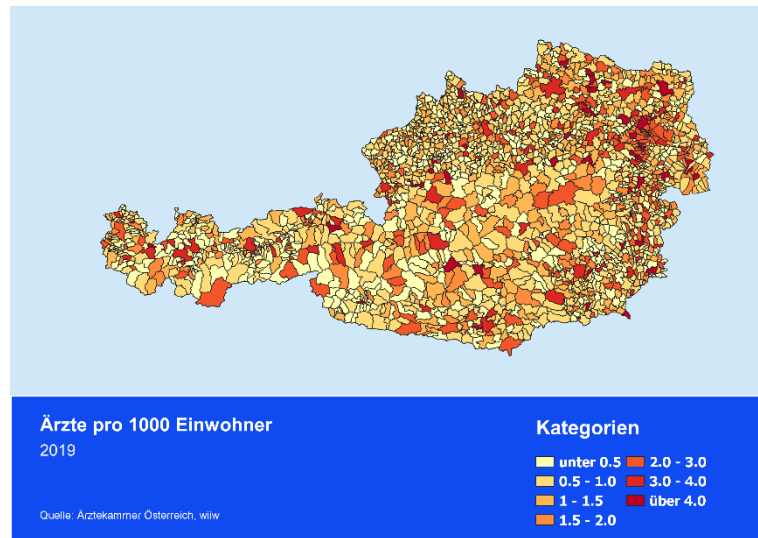 Ärzte pro 1000 Einwohner
2019
Quelle: Ärztekammer Österreich, wiiw
Kategorien
unter 0.5
0.5 - 1.0
1 - 1.5
1.5 - 2.0
2.0 - 3.0
3.0 - 4.0
über 4.0